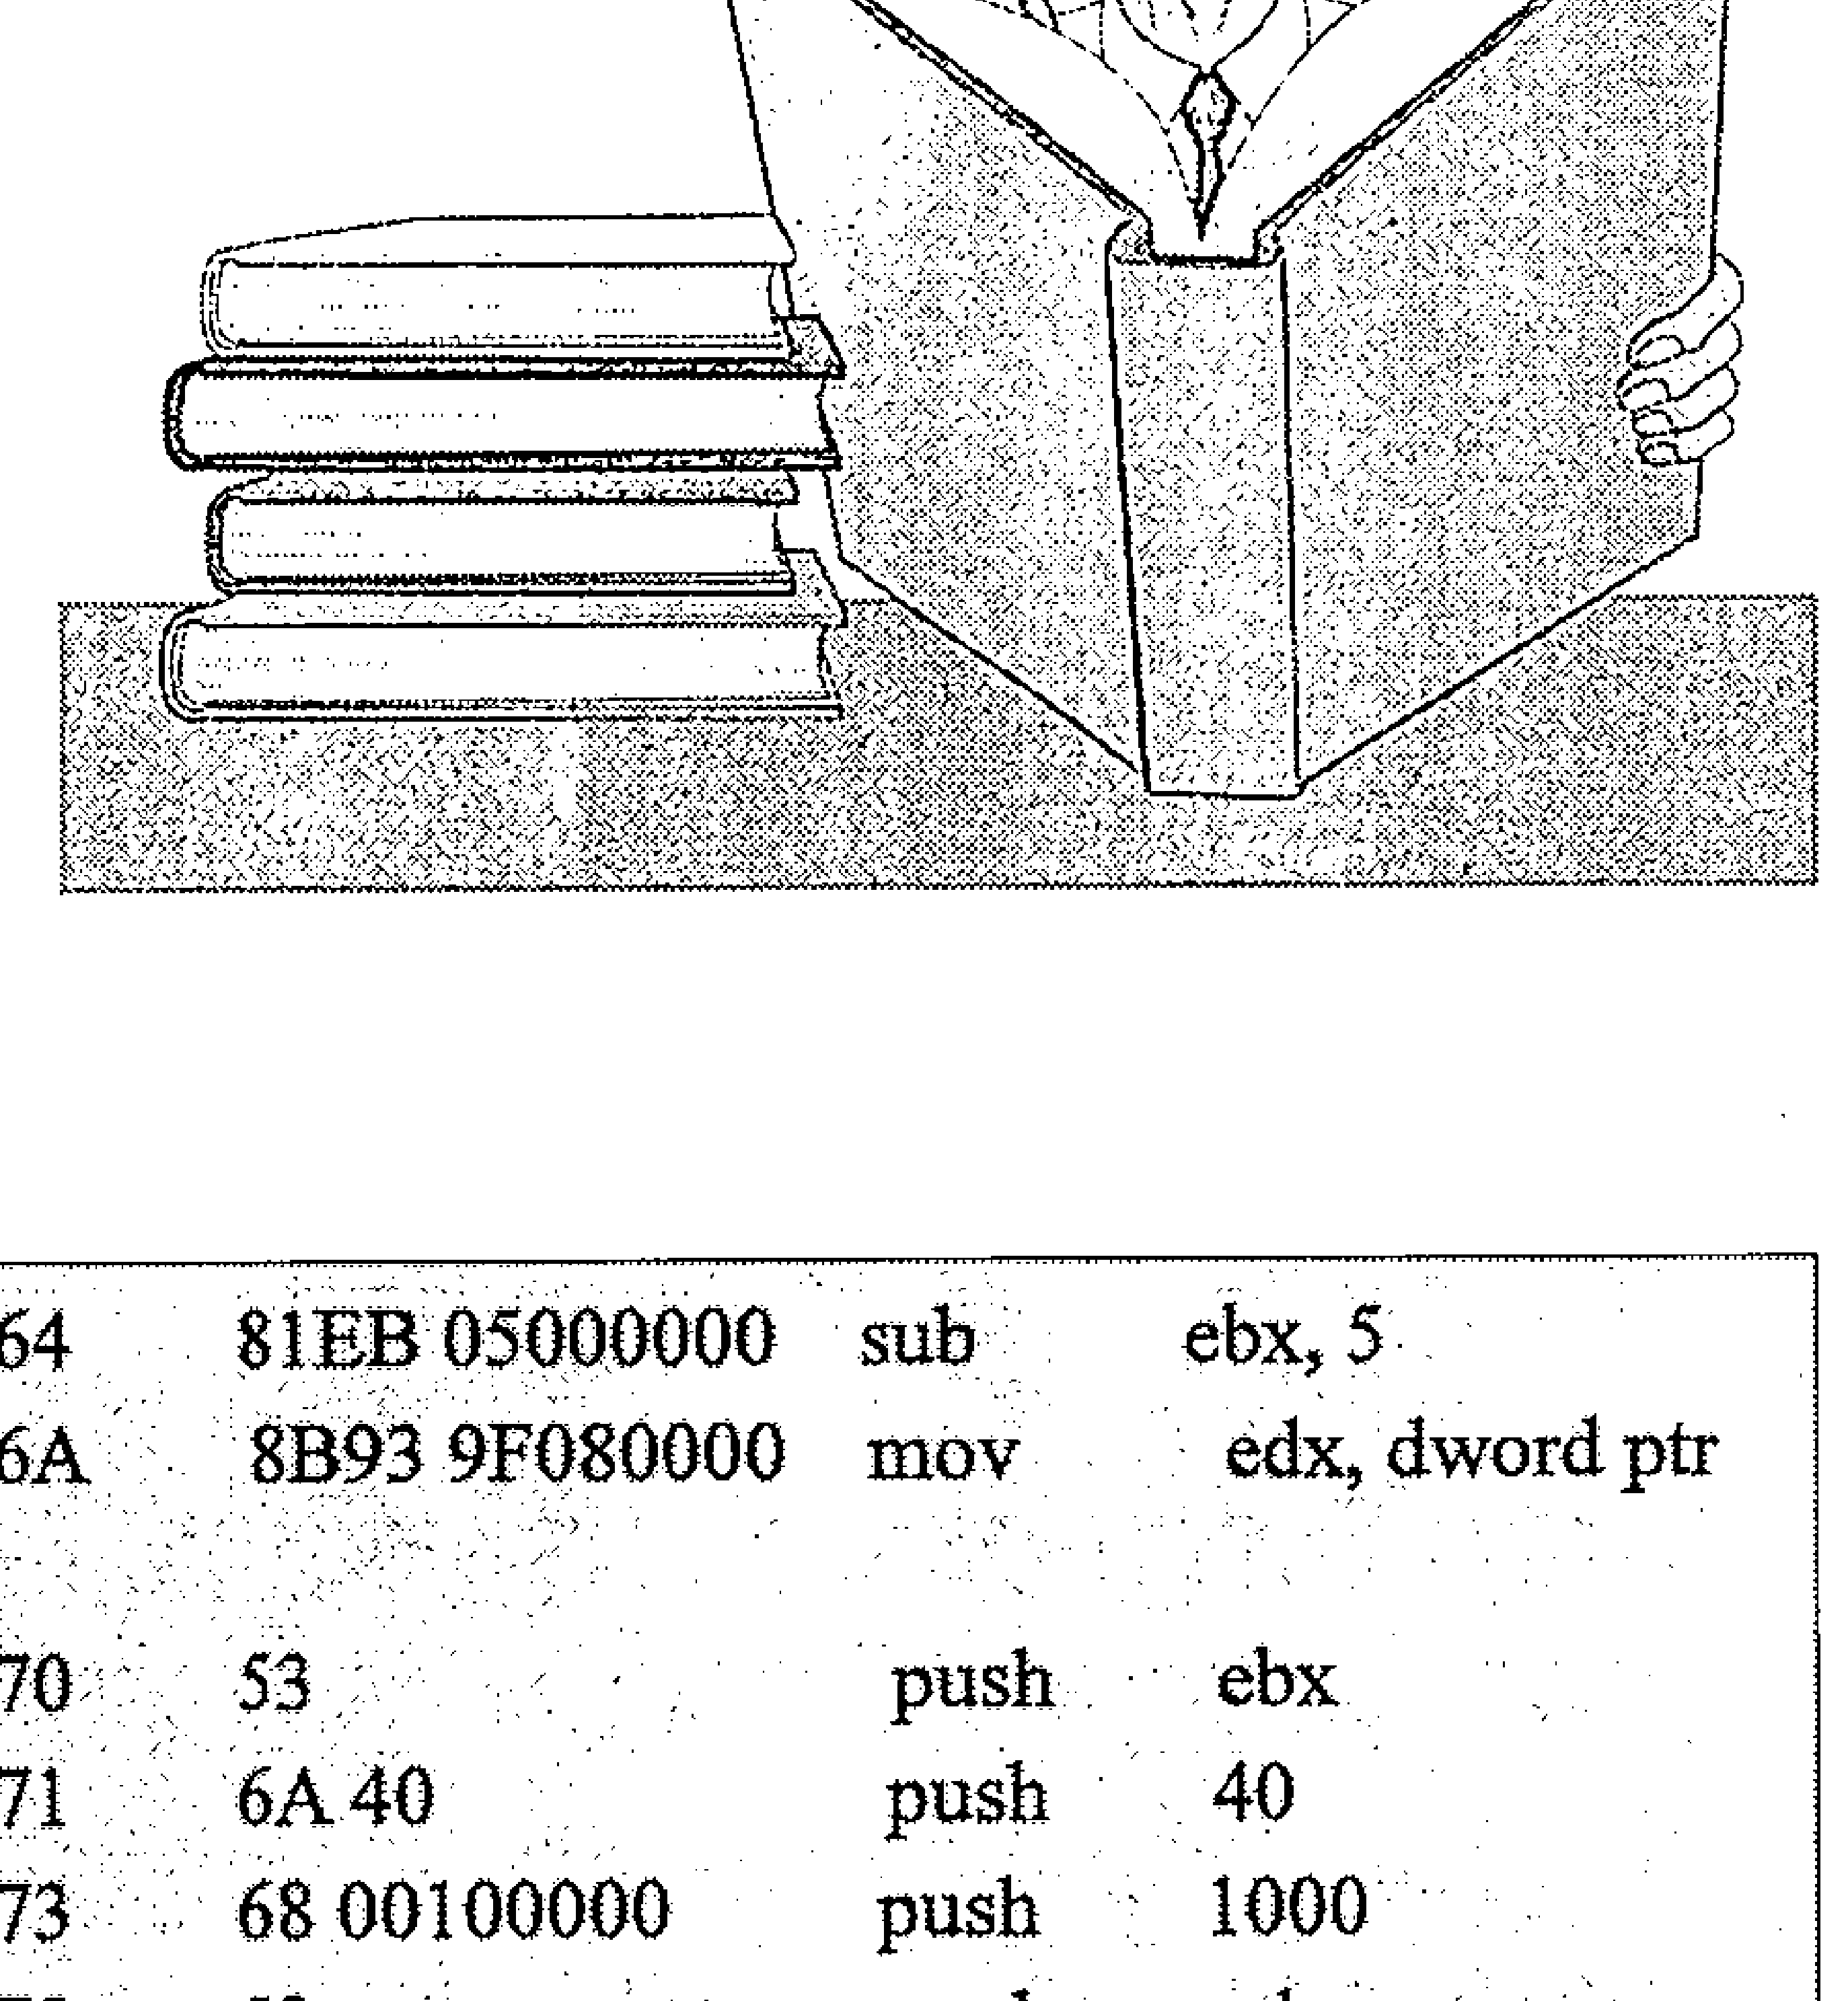 64 81EB 05000000 sub ebx, 5
6A 8B93 9F080000 mov edx, dword ptr
70 53 push ebx
71 6A 40 push 40
73 68 00100000 push 1000